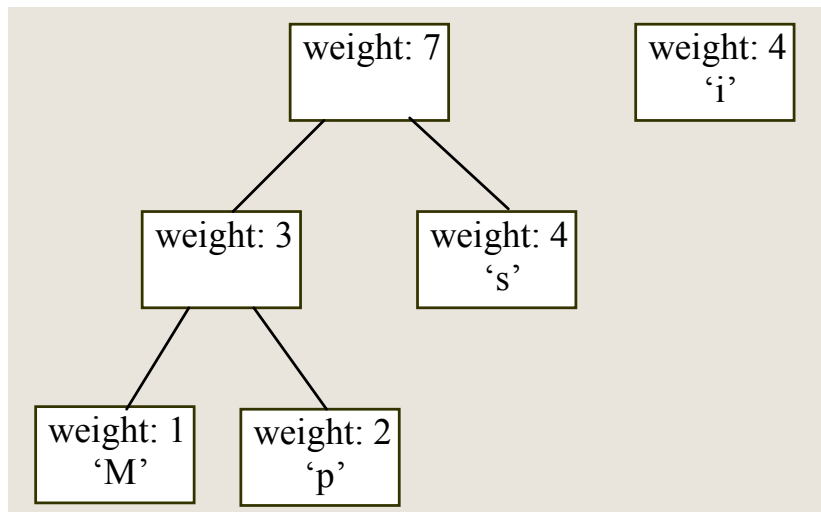 weight: 7
weight: 4
‘i’
weight: 3
weight: 4
‘s’
weight: 1
‘M’
weight: 2
‘p’